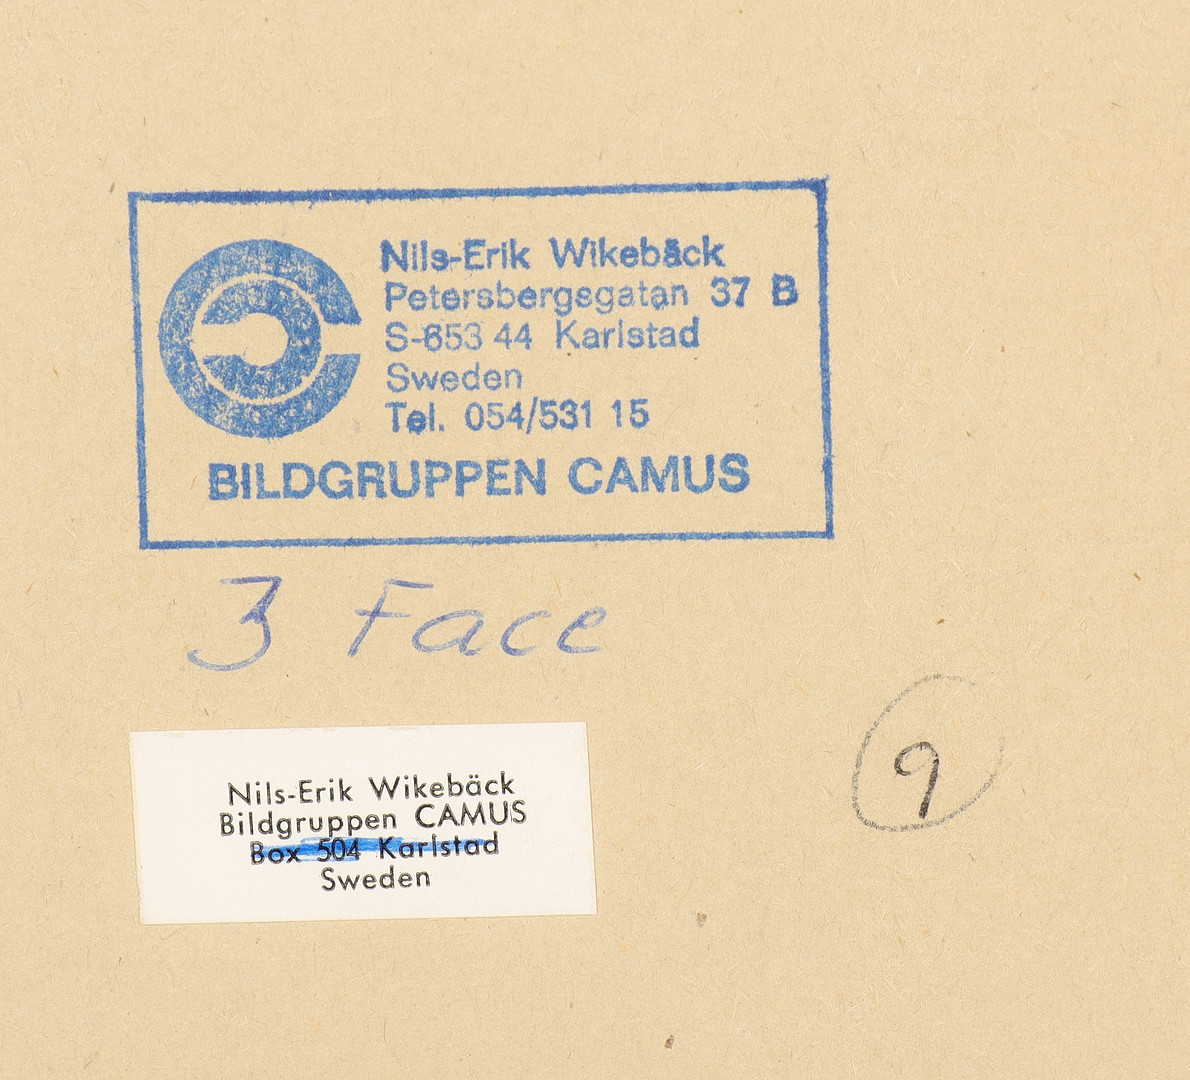 Nils-Erik Wikebäck
Petersbergsgatan 37 B
S-653 44 Karlstad
Sweden
Tel. 054/531 15
BILDGRUPPEN CAMUS
3 Face
9
Nils-Erik Wikebäck
Bildgruppen CAMUS
Box 504 Karlstad
Sweden